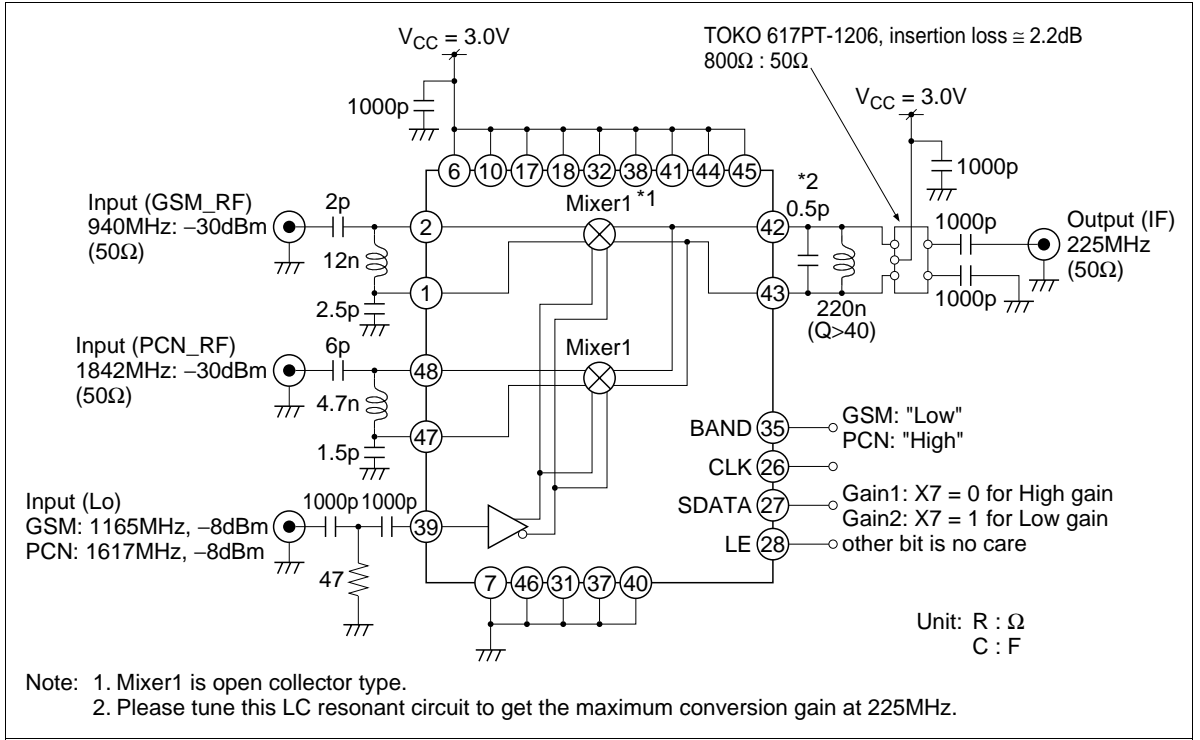 TOKO 617PT-1206, insertion loss ≅ 2.2dB
800Ω : 50Ω
VCC = 3.0V
VCC = 3.0V
1000p
1000p
6 10 17 18 32 38 41 44 45
Input (GSM_RF)
940MHz: −30dBm
(50Ω)
2p
12n
2.5p
2
1
Mixer1 *1
42
43
*2
0.5p
220n
(Q>40)
1000p
1000p
Output (IF)
225MHz
(50Ω)
Input (PCN_RF)
1842MHz: −30dBm
(50Ω)
6p
4.7n
1.5p
48
47
Mixer1
BAND 35 GSM: "Low"
PCN: "High"
CLK 26
SDATA 27 Gain1: X7 = 0 for High gain
Gain2: X7 = 1 for Low gain
LE 28 other bit is no care
Input (Lo)
GSM: 1165MHz, −8dBm
PCN: 1617MHz, −8dBm
1000p 1000p
47
39
7 46 31 37 40
Unit: R : Ω
C : F
Note: 1. Mixer1 is open collector type.
2. Please tune this LC resonant circuit to get the maximum conversion gain at 225MHz.